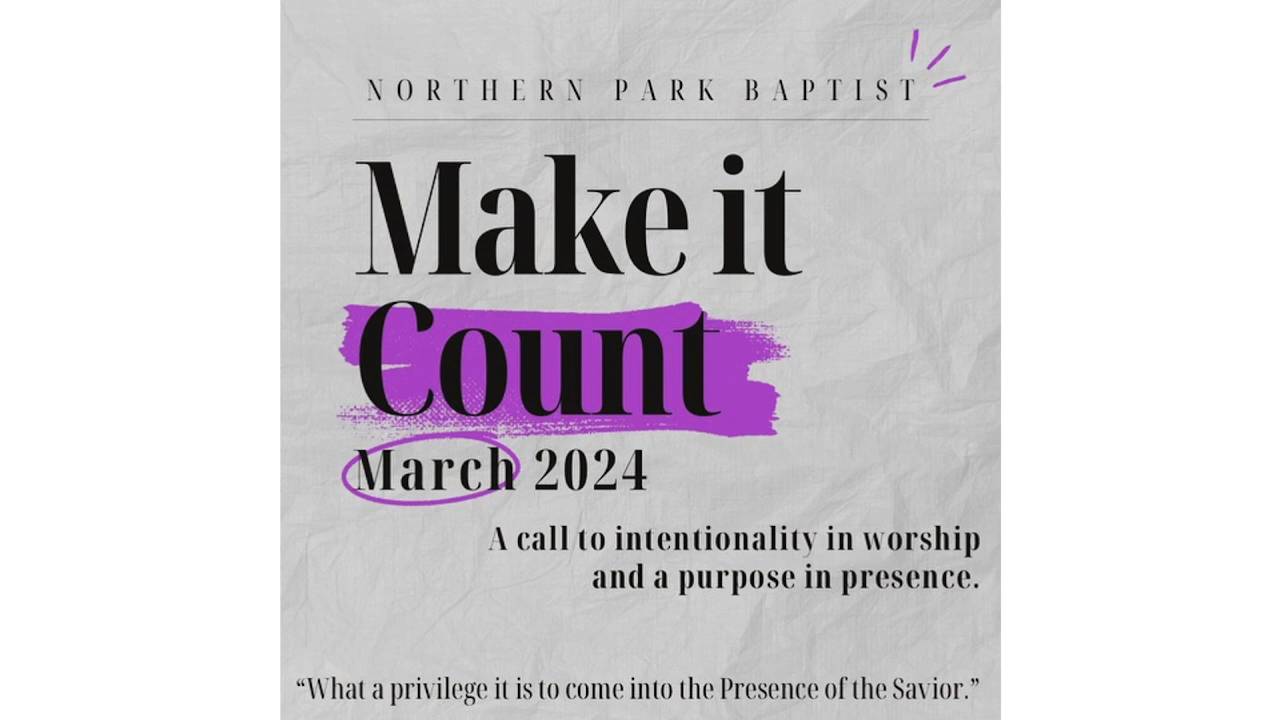 NORTHERN PARK BAPTIST
Make it
Count
March 2024
A call to intentionality in worship
and a purpose in presence.
“What a privilege it is to come into the Presence of the Savior.”